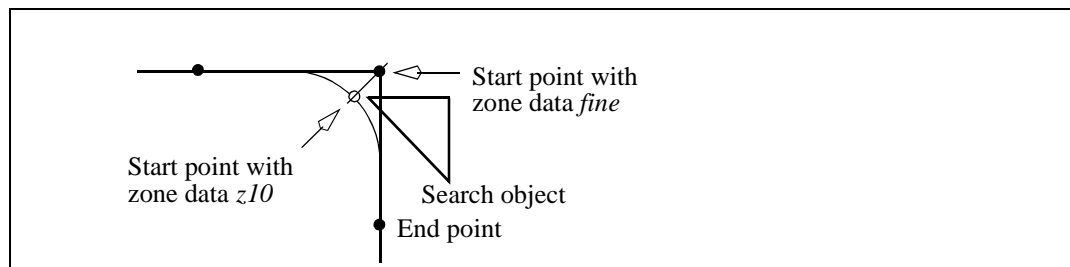 Start point with
zone data fine
Start point with
zone data z10
Search object
End point